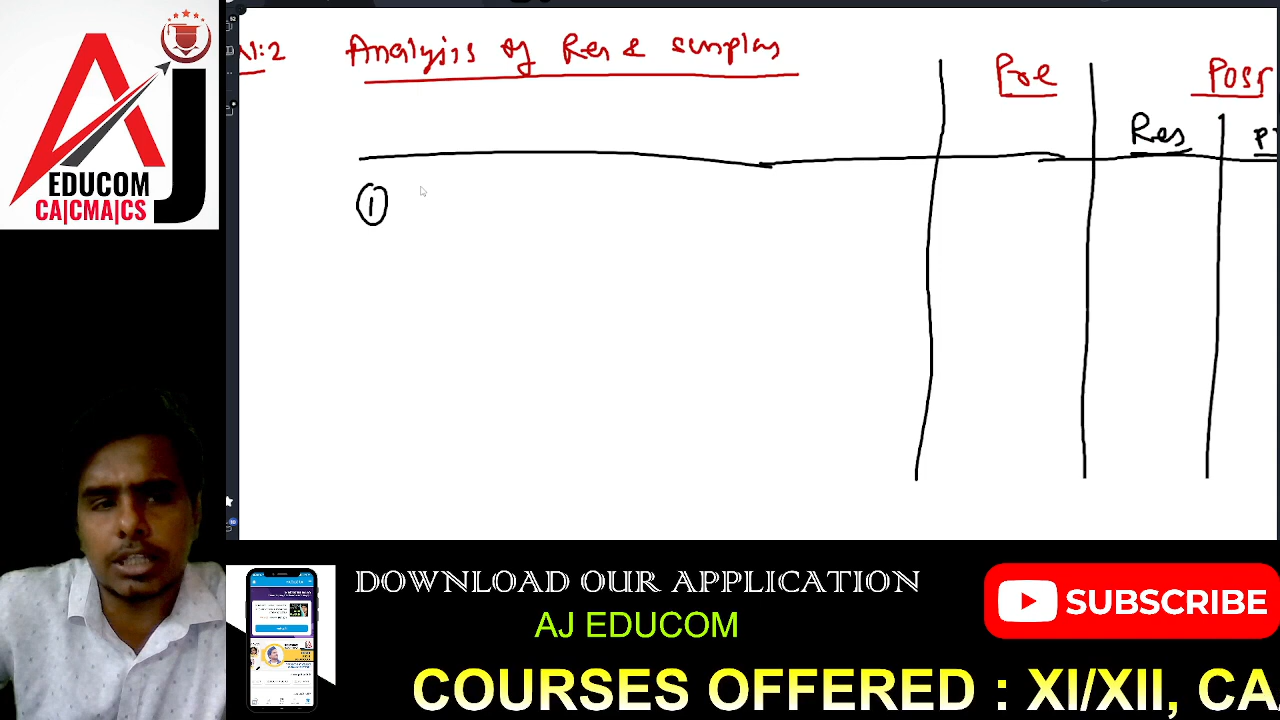 N:2 Analysis of Res & surplus
Pre Post
Res
①
EDUCOM
CA|CMA|CS
DOWNLOAD OUR APPLICATION
AJ EDUCOM
SUBSCRIBE
COURSES OFFERED : XI/XII, CA